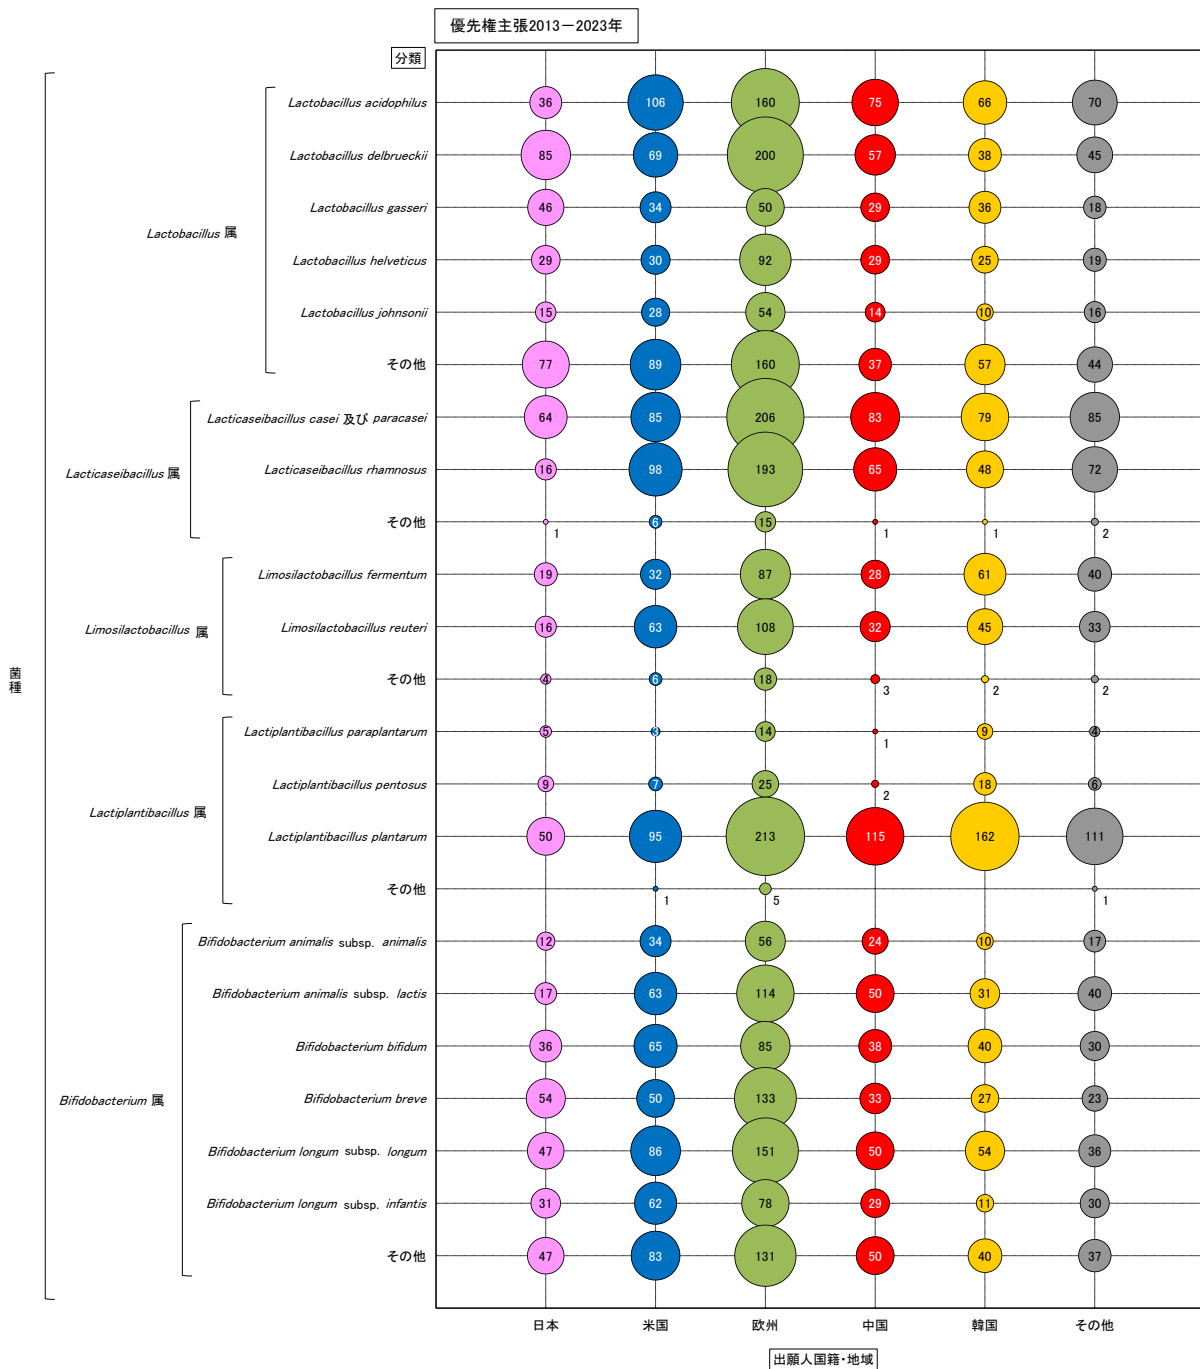 優先権主張2013－2023年
分類
菌種
Lactobacillus 属
Lactobacillus acidophilus 36 106 160 75 66 70
Lactobacillus delbrueckii 85 69 200 57 38 45
Lactobacillus gasseri 46 34 50 29 36 18
Lactobacillus helveticus 29 30 92 29 25 19
Lactobacillus johnsonii 15 28 54 14 10 16
その他 77 89 160 37 57 44
Lacticaseibacillus 属
Lacticaseibacillus casei 及び paracasei 64 85 206 83 79 85
Lacticaseibacillus rhamnosus 16 98 193 65 48 72
その他 1 6 15 1 1 2
Limosilactobacillus 属
Limosilactobacillus fermentum 19 32 87 28 61 40
Limosilactobacillus reuteri 16 63 108 32 45 33
その他 4 6 18 3 2 2
Lactiplantibacillus 属
Lactiplantibacillus paraplantarum 5 3 14 1 9 4
Lactiplantibacillus pentosus 9 7 25 2 18 6
Lactiplantibacillus plantarum 50 95 213 115 162 111
その他 1 5 1
Bifidobacterium 属
Bifidobacterium animalis subsp. animalis 12 34 56 24 10 17
Bifidobacterium animalis subsp. lactis 17 63 114 50 31 40
Bifidobacterium bifidum 36 65 85 38 40 30
Bifidobacterium breve 54 50 133 33 27 23
Bifidobacterium longum subsp. longum 47 86 151 50 54 36
Bifidobacterium longum subsp. infantis 31 62 78 29 11 30
その他 47 83 131 50 40 37
日本 米国 欧州 中国 韓国 その他
出願人国籍・地域